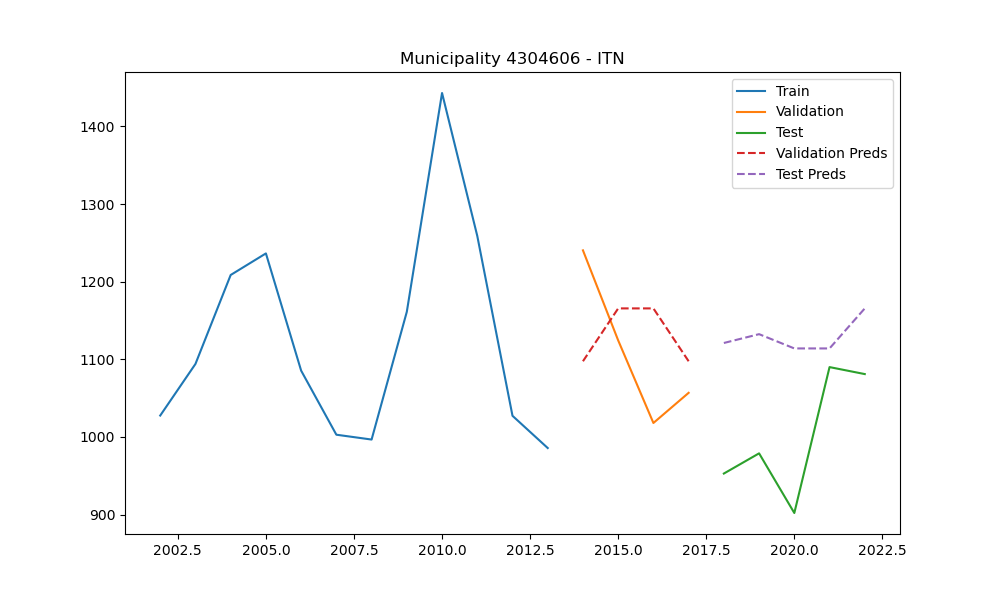 Municipality 4304606 - ITN
Train
Validation
Test
Validation Preds
Test Preds
1400
1300
1200
1100
1000
900
2002.5 2005.0 2007.5 2010.0 2012.5 2015.0 2017.5 2020.0 2022.5